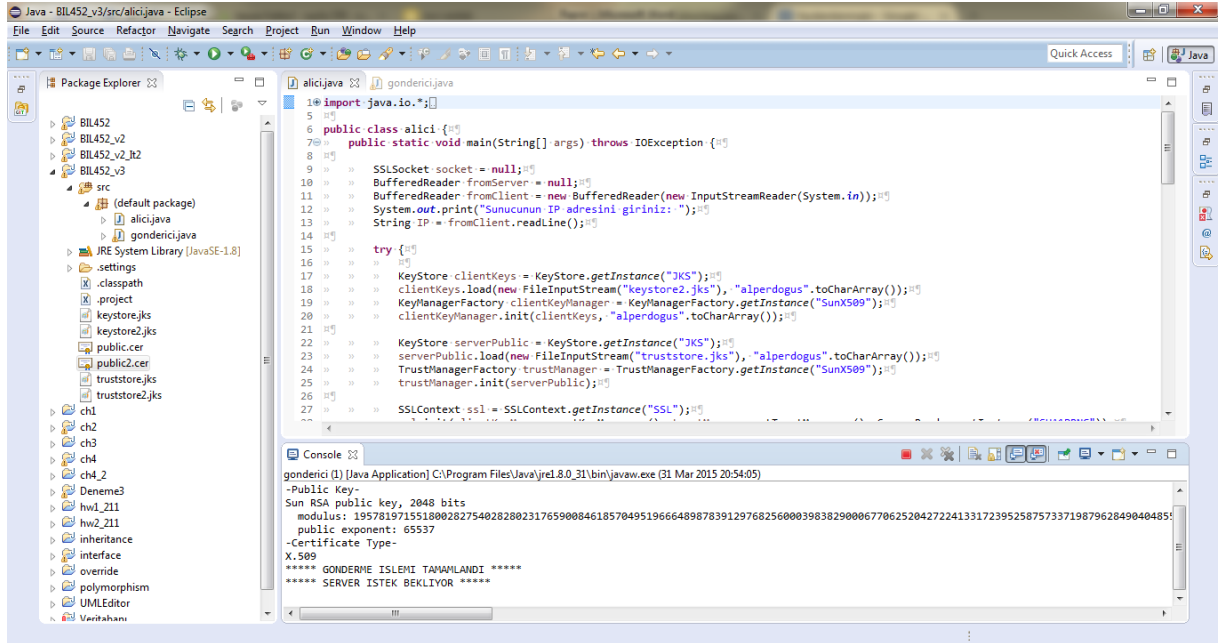 Java - BIL452_v3/src/alici.java - Eclipse
File Edit Source Refactor Navigate Search Project Run Window Help
Quick Access
Java
Package Explorer
BIL452
BIL452_v2
BIL452_v2_lt2
BIL452_v3
src
(default package)
alici.java
gonderici.java
JRE System Library [JavaSE-1.8]
.settings
.classpath
.project
keystore.jks
keystore2.jks
public.cer
public2.cer
truststore.jks
truststore2.jks
ch1
ch2
ch3
ch4
ch4_2
Deneme3
hw1_211
hw2_211
inheritance
interface
override
polymorphism
UMLEditor
Veritabanı
alici.java gonderici.java
1 import java.io.*;
5
6 public class alici {
7 public static void main(String[] args) throws IOException {
8
9 SSLSocket socket = null;
10 BufferedReader fromServer = null;
11 BufferedReader fromClient = new BufferedReader(new InputStreamReader(System.in));
12 System.out.print("Sunucunun IP adresini giriniz: ");
13 String IP = fromClient.readLine();
14
15 try {
16
17 KeyStore clientKeys = KeyStore.getInstance("JKS");
18 clientKeys.load(new FileInputStream("keystore2.jks"), "alperdogus".toCharArray());
19 KeyManagerFactory clientKeyManager = KeyManagerFactory.getInstance("SunX509");
20 clientKeyManager.init(clientKeys, "alperdogus".toCharArray());
21
22 KeyStore serverPublic = KeyStore.getInstance("JKS");
23 serverPublic.load(new FileInputStream("truststore.jks"), "alperdogus".toCharArray());
24 TrustManagerFactory trustManager = TrustManagerFactory.getInstance("SunX509");
25 trustManager.init(serverPublic);
26
27 SSLContext ssl = SSLContext.getInstance("SSL");
Console
gonderici (1) [Java Application] C:\Program Files\Java\jre1.8.0_31\bin\javaw.exe (31 Mar 2015 20:54:05)
-Public Key-
Sun RSA public key, 2048 bits
modulus:
public exponent: 65537
-Certificate Type-
X.509
***** GONDERME ISLEMI TAMAMLANDI *****
***** SERVER ISTEK BEKLIYOR *****